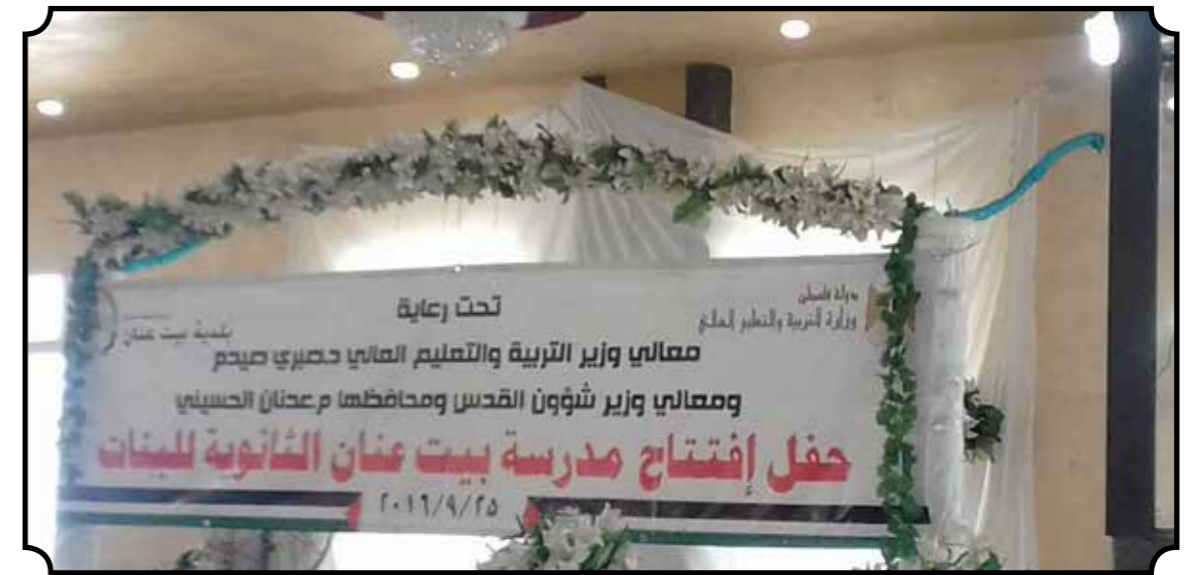 دولة فلسطين
وزارة التربية والتعليم العالي
بلدية بيت عنان
تحت رعاية
معالي وزير التربية والتعليم العالي د.صبري صيدم
ومعالي وزير شؤون القدس ومحافظها م.عدنان الحسيني
حفل إفتتاح مدرسة بيت عنان الثانوية للبنات
٢٠١٦/٩/٢٥